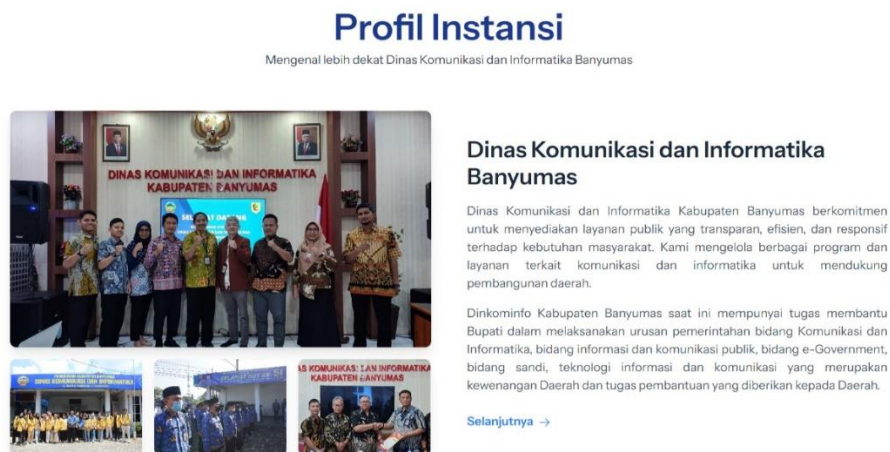 Profil Instansi
Mengenal lebih dekat Dinas Komunikasi dan Informatika Banyumas
DINAS KOMUNIKASI DAN INFORMATIKA
KABUPATEN BANYUMAS
SELAMAT DATANG
Dinas Komunikasi dan Informatika
Banyumas
Dinas Komunikasi dan Informatika Kabupaten Banyumas berkomitmen
untuk menyediakan layanan publik yang transparan, efisien, dan responsif
terhadap kebutuhan masyarakat. Kami mengelola berbagai program dan
layanan terkait komunikasi dan informatika untuk mendukung
pembangunan daerah.
Dinkominfo Kabupaten Banyumas saat ini mempunyai tugas membantu
Bupati dalam melaksanakan urusan pemerintahan bidang Komunikasi dan
Informatika, bidang informasi dan komunikasi publik, bidang e-Government,
bidang sandi, teknologi informasi dan komunikasi yang merupakan
kewenangan Daerah dan tugas pembantuan yang diberikan kepada Daerah.
Selanjutnya →
DINAS KOMUNIKASI DAN INFORMATIKA
AS KOMUNIKASI DAN INFORMATIKA
KABUPATEN BANYUMAS